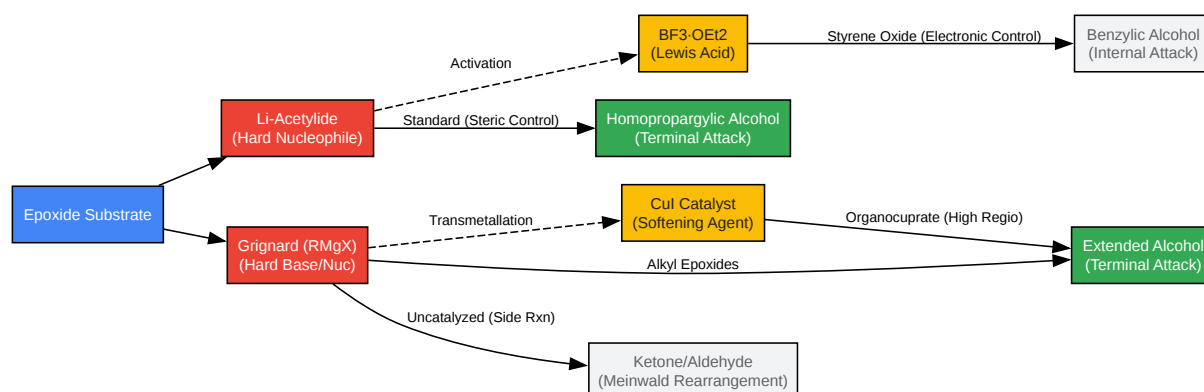 BF3·OEt2
(Lewis Acid)
Styrene Oxide (Electronic Control)
Benzylic Alcohol
(Internal Attack)
Activation
Li-Acetylide
(Hard Nucleophile)
Standard (Steric Control)
Homopropargylic Alcohol
(Terminal Attack)
Epoxide Substrate
Transmetallation
CuI Catalyst
(Softening Agent)
Organocuprate (High Regio)
Grignard (RMgX)
(Hard Base/Nuc)
Alkyl Epoxides
Extended Alcohol
(Terminal Attack)
Uncatalyzed (Side Rxn)
Ketone/Aldehyde
(Meinwald Rearrangement)